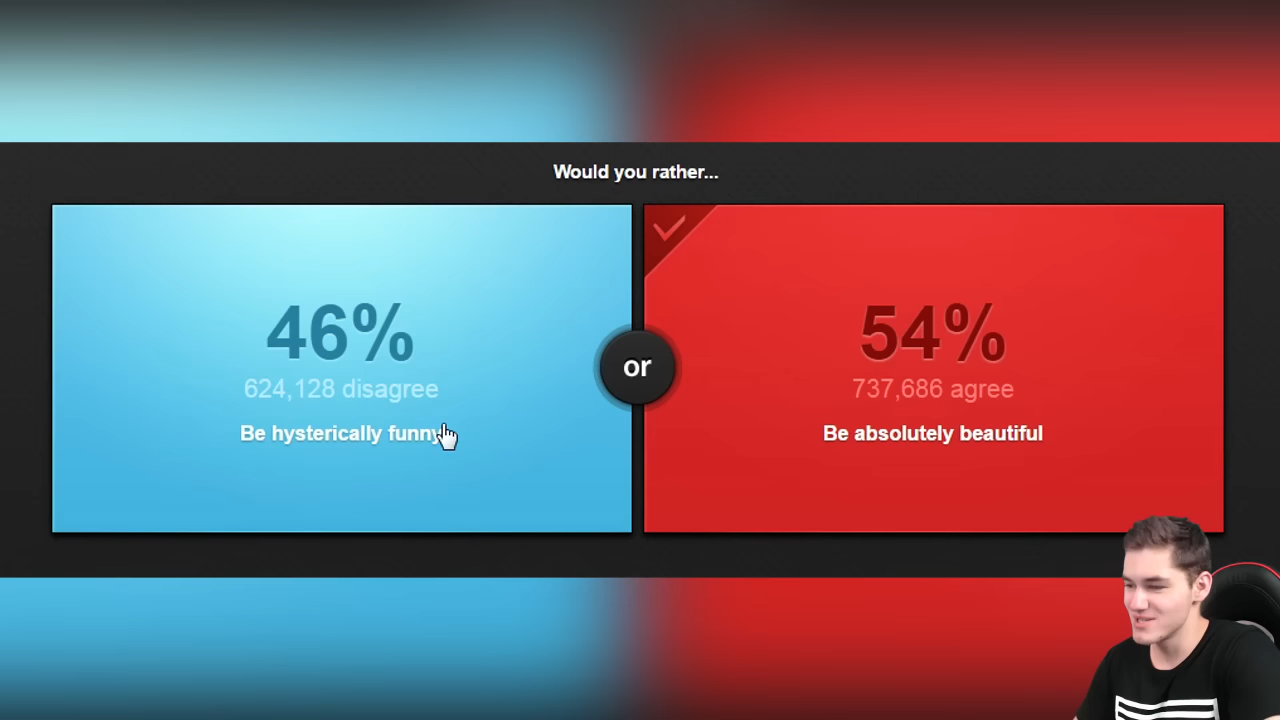 Would you rather...
46%
624,128 disagree
Be hysterically funny
or
54%
737,686 agree
Be absolutely beautiful